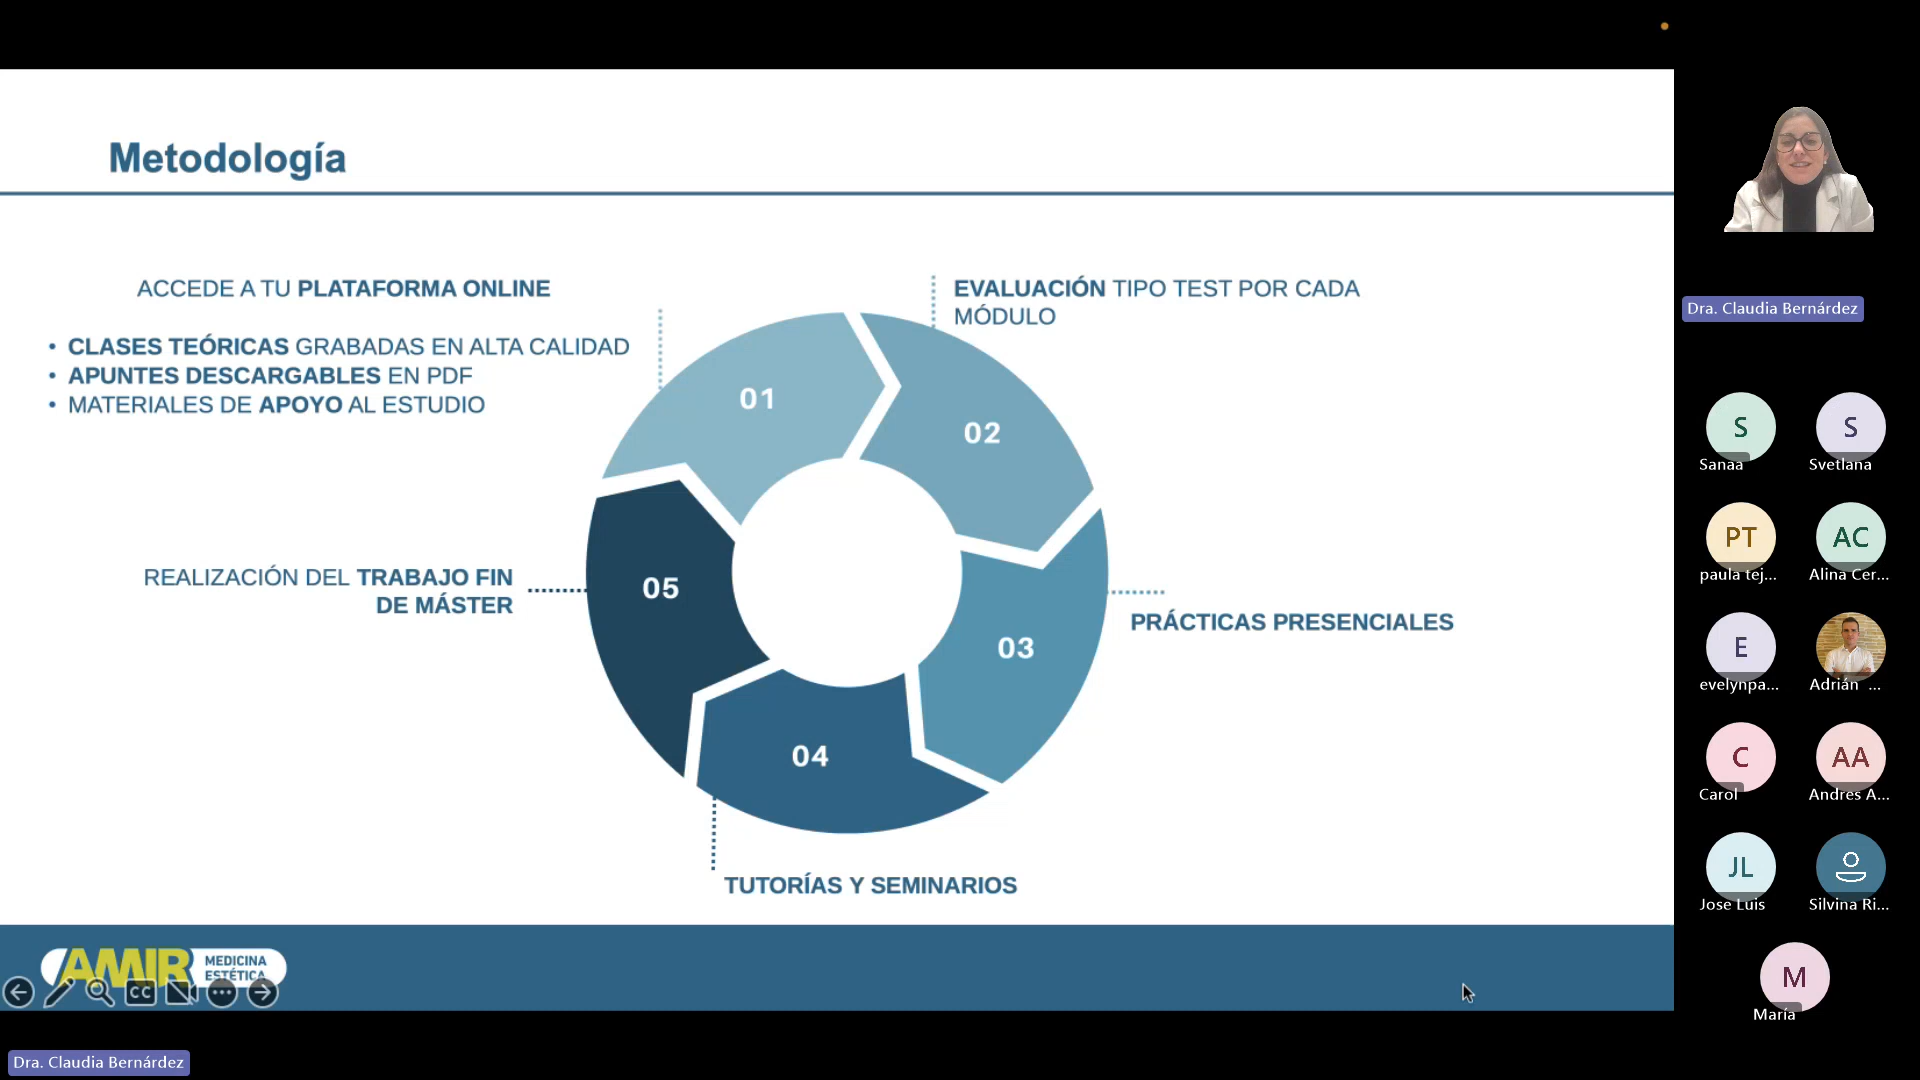 Metodología
ACCEDE A TU PLATAFORMA ONLINE
• CLASES TEÓRICAS GRABADAS EN ALTA CALIDAD
• APUNTES DESCARGABLES EN PDF
• MATERIALES DE APOYO AL ESTUDIO
EVALUACIÓN TIPO TEST POR CADA
MÓDULO
01
02
REALIZACIÓN DEL TRABAJO FIN
DE MÁSTER
05
03
PRÁCTICAS PRESENCIALES
04
TUTORÍAS Y SEMINARIOS
AMIR
MEDICINA
ESTÉTICA
CC
Dra. Claudia Bernárdez
Dra. Claudia Bernárdez
S
Sanaa
S
Svetlana
PT
paula tej...
AC
Alina Cer...
E
evelynpa...
Adrián ...
C
Carol
AA
Andres A...
JL
Jose Luis
Silvina Ri...
M
María